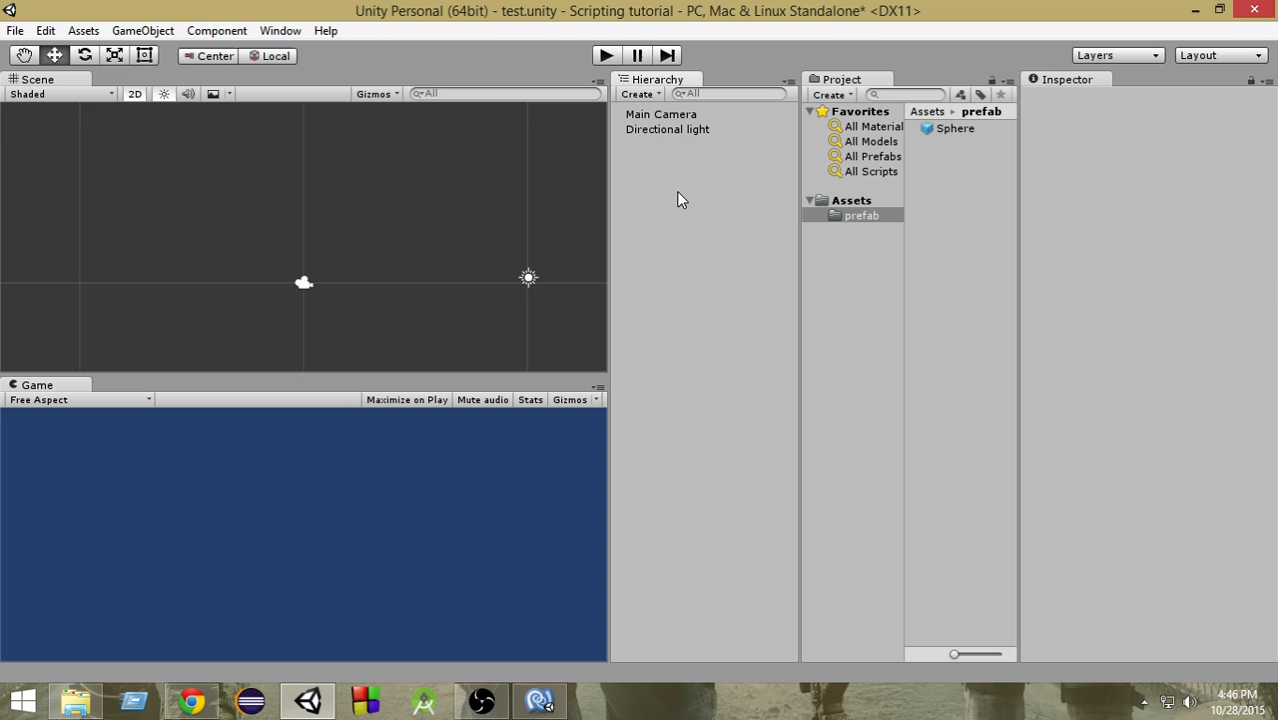 Unity Personal (64bit) - test.unity - Scripting tutorial - PC, Mac & Linux Standalone* <DX11>
File Edit Assets GameObject Component Window Help
Center Local Layers Layout
Scene
Shaded 2D Gizmos All
Hierarchy
Create All
Main Camera
Directional light
Project
Create
Favorites
All Material
All Models
All Prefabs
All Scripts
Assets
prefab
Assets prefab
Sphere
Inspector
Game
Free Aspect Maximize on Play Mute audio Stats Gizmos
4:46 PM
10/28/2015